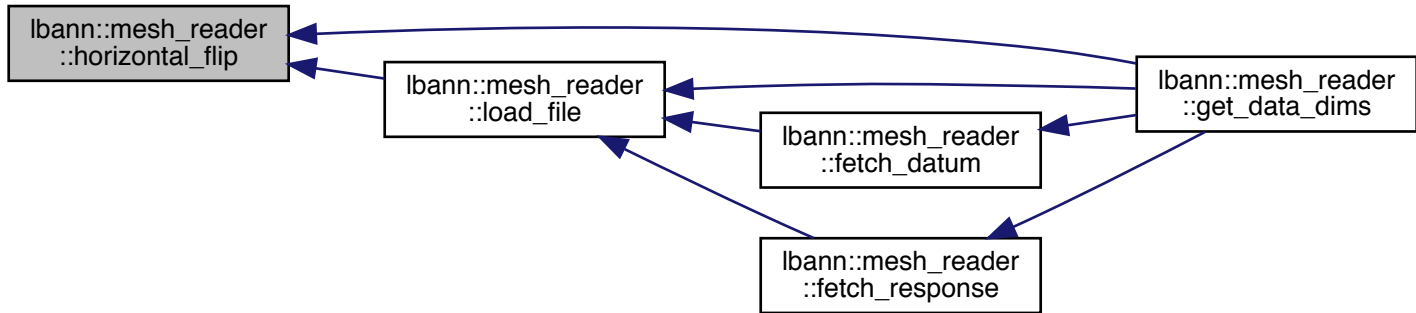 lbann::mesh_reader
::horizontal_flip
lbann::mesh_reader
::load_file
lbann::mesh_reader
::get_data_dims
lbann::mesh_reader
::fetch_datum
lbann::mesh_reader
::fetch_response